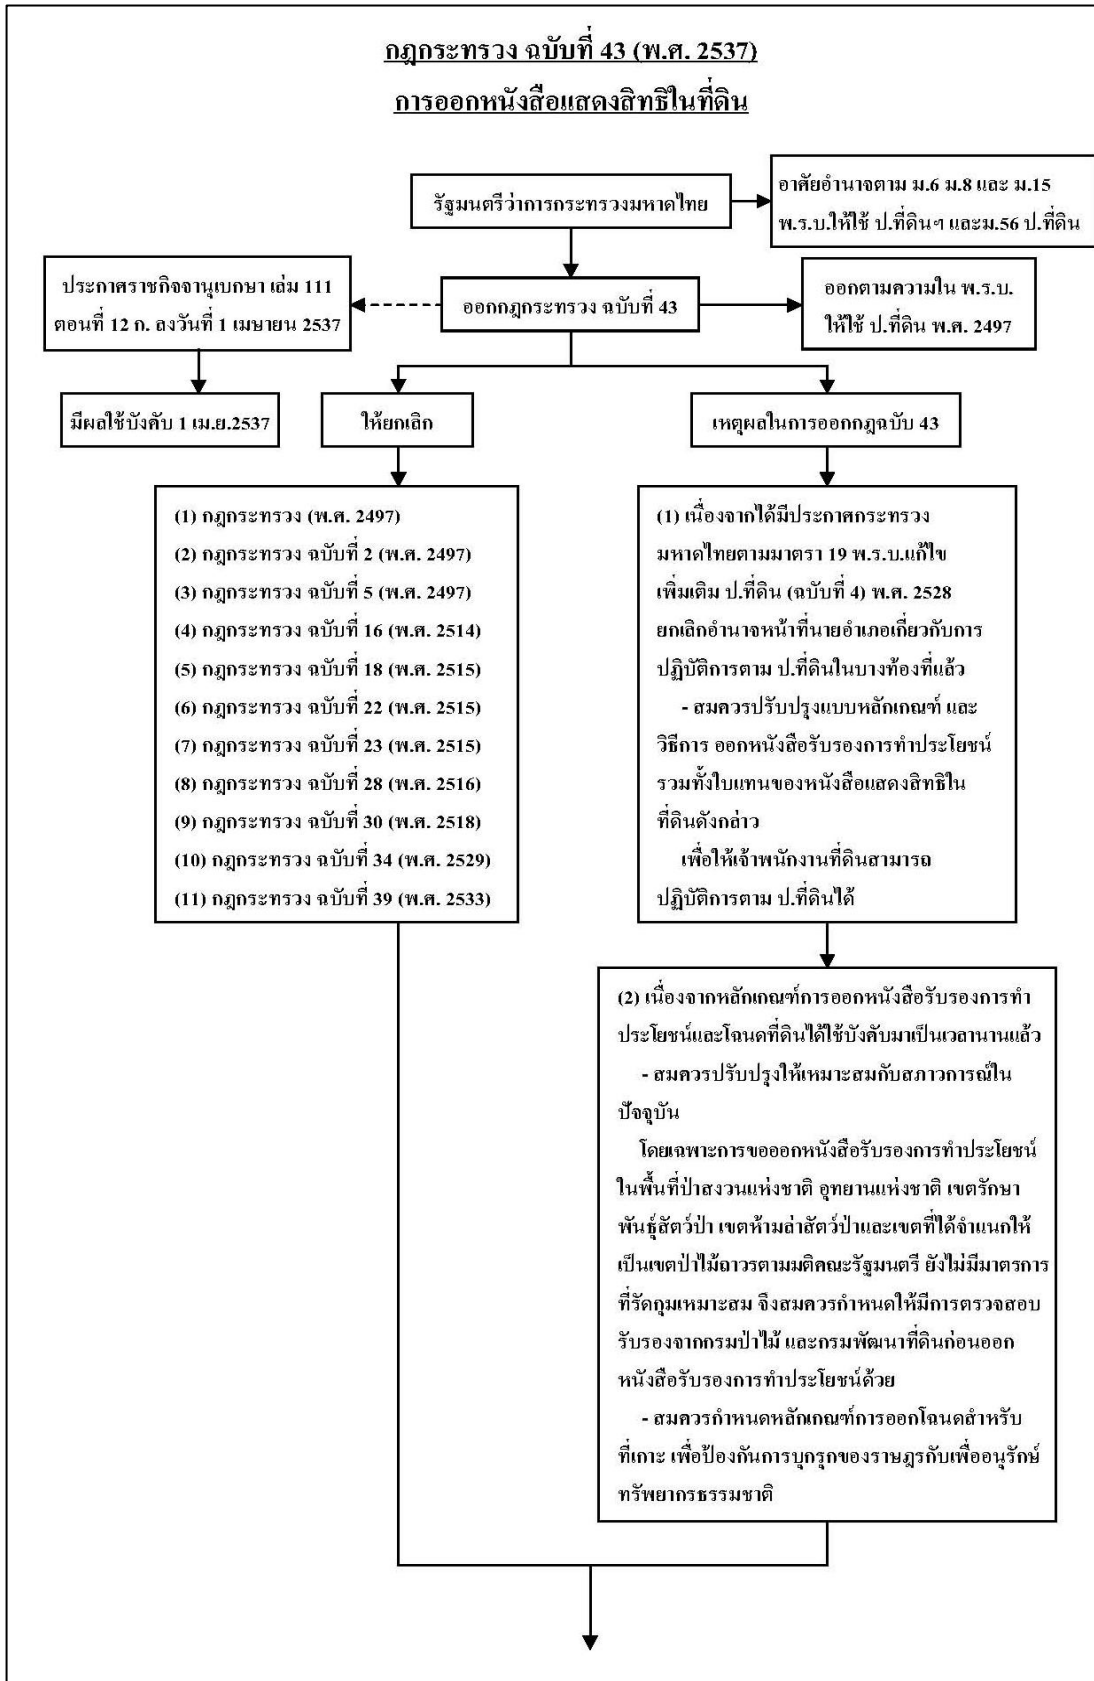 กฎกระทรวง ฉบับที่ 43 (พ.ศ. 2537)
การออกหนังสือแสดงสิทธิในที่ดิน
รัฐมนตรีว่าการกระทรวงมหาดไทย
อาศัยอำนาจตาม ม.6 ม.8 และ ม.15
พ.ร.บ.ให้ใช้ ป.ที่ดินฯ และม.56 ป.ที่ดิน
ประกาศราชกิจจานุเบกษา เล่ม 111
ตอนที่ 12 ก. ลงวันที่ 1 เมษายน 2537
ออกกฎกระทรวง ฉบับที่ 43
ออกตามความใน พ.ร.บ.
ให้ใช้ ป.ที่ดิน พ.ศ. 2497
มีผลใช้บังคับ 1 เม.ย.2537
ให้ยกเลิก
เหตุผลในการออกกฎฉบับ 43
(1) กฎกระทรวง (พ.ศ. 2497)
(2) กฎกระทรวง ฉบับที่ 2 (พ.ศ. 2497)
(3) กฎกระทรวง ฉบับที่ 5 (พ.ศ. 2497)
(4) กฎกระทรวง ฉบับที่ 16 (พ.ศ. 2514)
(5) กฎกระทรวง ฉบับที่ 18 (พ.ศ. 2515)
(6) กฎกระทรวง ฉบับที่ 22 (พ.ศ. 2515)
(7) กฎกระทรวง ฉบับที่ 23 (พ.ศ. 2515)
(8) กฎกระทรวง ฉบับที่ 28 (พ.ศ. 2516)
(9) กฎกระทรวง ฉบับที่ 30 (พ.ศ. 2518)
(10) กฎกระทรวง ฉบับที่ 34 (พ.ศ. 2529)
(11) กฎกระทรวง ฉบับที่ 39 (พ.ศ. 2533)
(1) เนื่องจากได้มีประกาศกระทรวง
มหาดไทยตามมาตรา 19 พ.ร.บ.แก้ไข
เพิ่มเติม ป.ที่ดิน (ฉบับที่ 4) พ.ศ. 2528
ยกเลิกอำนาจหน้าที่นายอำเภอเกี่ยวกับการ
ปฏิบัติการตาม ป.ที่ดินในบางท้องที่แล้ว
- สมควรปรับปรุงแบบหลักเกณฑ์ และ
วิธีการ ออกหนังสือรับรองการทำประโยชน์
รวมทั้งใบแทนของหนังสือแสดงสิทธิใน
ที่ดินดังกล่าว
เพื่อให้เจ้าพนักงานที่ดินสามารถ
ปฏิบัติการตาม ป.ที่ดินได้
(2) เนื่องจากหลักเกณฑ์การออกหนังสือรับรองการทำ
ประโยชน์และโฉนดที่ดินได้ใช้บังคับมาเป็นเวลานานแล้ว
- สมควรปรับปรุงให้เหมาะสมกับสภาวการณ์ใน
ปัจจุบัน
โดยเฉพาะการขอออกหนังสือรับรองการทำประโยชน์
ในพื้นที่ป่าสงวนแห่งชาติ อุทยานแห่งชาติ เขตรักษา
พันธุ์สัตว์ป่า เขตห้ามล่าสัตว์ป่าและเขตที่ได้จำแนกให้
เป็นเขตป่าไม้ถาวรตามมติคณะรัฐมนตรี ยังไม่มีมาตรการ
ที่รัดกุมเหมาะสม จึงสมควรกำหนดให้มีการตรวจสอบ
รับรองจากกรมป่าไม้ และกรมพัฒนาที่ดินก่อนออก
หนังสือรับรองการทำประโยชน์ด้วย
- สมควรกำหนดหลักเกณฑ์การออกโฉนดสำหรับ
ที่เกาะ เพื่อป้องกันการบุกรุกของราษฎรกับเพื่ออนุรักษ์
ทรัพยากรธรรมชาติ